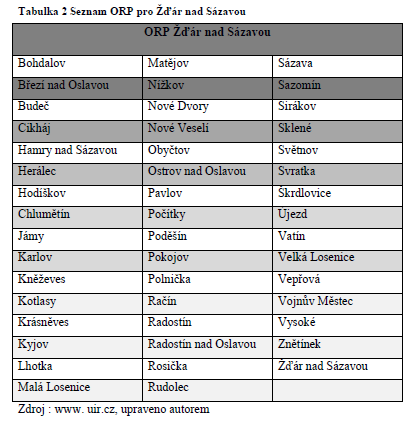 Tabulka 2 Seznam ORP pro Žďár nad Sázavou
ORP Žďár nad Sázavou
Bohdalov Matějov Sázava
Březí nad Oslavou Nížkov Sazomín
Budeč Nové Dvory Sirákov
Cikháj Nové Veselí Sklené
Hamry nad Sázavou Obyčtov Světnov
Herálec Ostrov nad Oslavou Svratka
Hodíškov Pavlov Škrdlovice
Chlumětín Počítky Újezd
Jámy Poděšín Vatín
Karlov Pokojov Velká Losenice
Kněževes Polnička Vepřová
Kotlasy Račín Vojnův Městec
Krásněves Radostín Vysoké
Kyjov Radostín nad Oslavou Znětínek
Lhotka Rosička Žďár nad Sázavou
Malá Losenice Rudolec
Zdroj : www. uir.cz, upraveno autorem